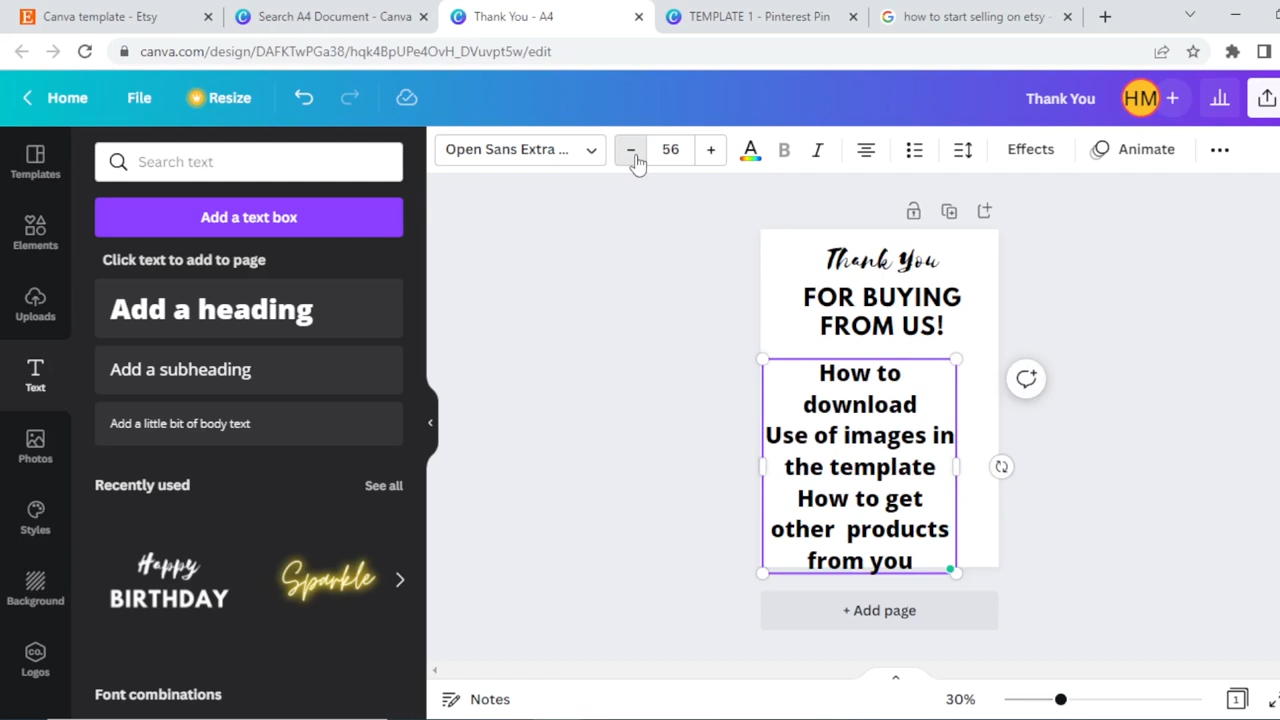 Canva template - Etsy
Search A4 Document - Canva
Thank You - A4
TEMPLATE 1 - Pinterest Pin
how to start selling on etsy -
canva.com/design/DAFKTwPGa38/hqk4BpUPe4OvH_DVuvpt5w/edit
Home
File
Resize
Thank You
HM
Templates
Elements
Uploads
Text
Photos
Styles
Background
Logos
Search text
Add a text box
Click text to add to page
Add a heading
Add a subheading
Add a little bit of body text
Recently used
See all
Happy
BIRTHDAY
Sparkle
Font combinations
Open Sans Extra ...
56
A
B
I
Effects
Animate
Thank You
FOR BUYING
FROM US!
How to
download
Use of images in
the template
How to get
other  products
from you
+ Add page
Notes
30%
1